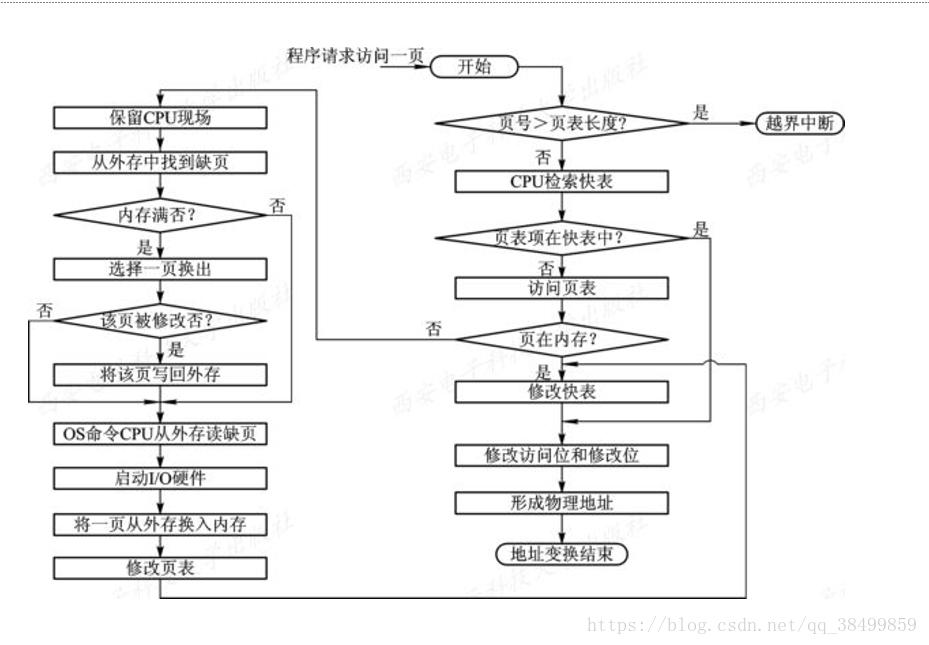 程序请求访问一页
开始
页号＞页表长度?
是
越界中断
否
CPU检索快表
页表项在快表中?
是
否
访问页表
页在内存?
否
是
修改快表
修改访问位和修改位
形成物理地址
地址变换结束
保留CPU现场
从外存中找到缺页
内存满否?
否
是
选择一页换出
该页被修改否?
否
是
将该页写回外存
OS命令CPU从外存读缺页
启动I/O硬件
将一页从外存换入内存
修改页表
https://blog.csdn.net/qq_38499859